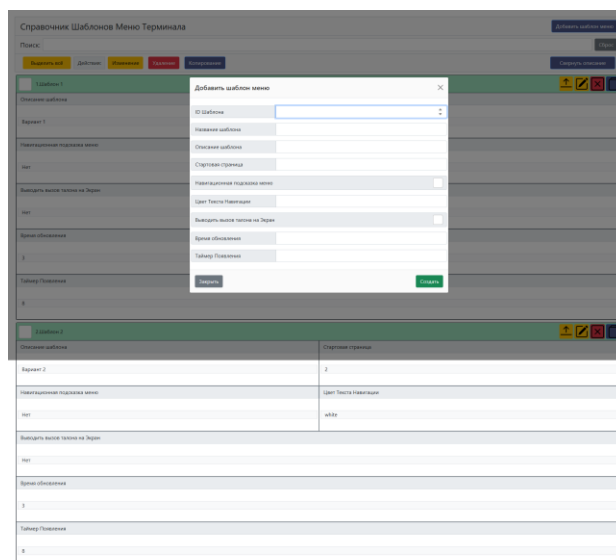 Справочник Шаблонов Меню Терминала
Добавить шаблон меню
Поиск:
Сброс
Выделить всё
Действия:
Изменение
Удаление
Копирование
Свернуть описание
1.Шаблон 1
Описание шаблона
Вариант 1
Навигационная подсказка меню
Нет
Выводить вызов талона на Экран
Нет
Время обновления
3
Таймер Появления
8
Добавить шаблон меню
ID Шаблона
Название шаблона
Описание шаблона
Стартовая страница
Навигационная подсказка меню
Цвет Текста Навигации
Выводить вызов талона на Экран
Время обновления
Таймер Появления
Закрыть
Создать
2.Шаблон 2
Описание шаблона
Стартовая страница
Вариант 2
2
Навигационная подсказка меню
Цвет Текста Навигации
Нет
white
Выводить вызов талона на Экран
Нет
Время обновления
3
Таймер Появления
8